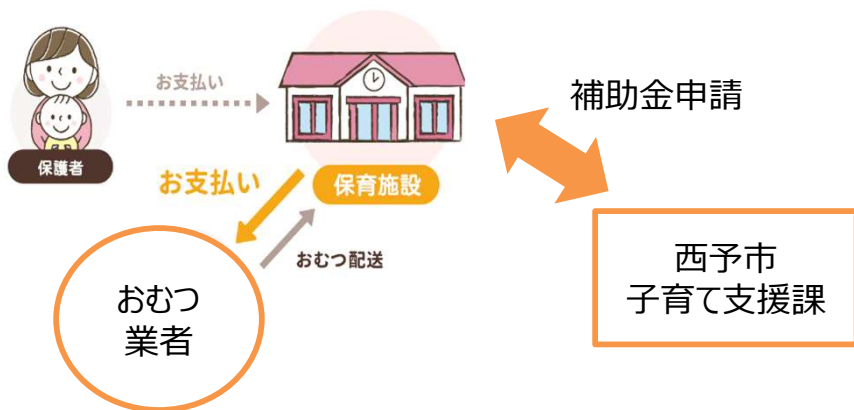 お支払い
補助金申請
保護者
お支払い
保育施設
おむつ配送
西予市
子育て支援課
おむつ
業者